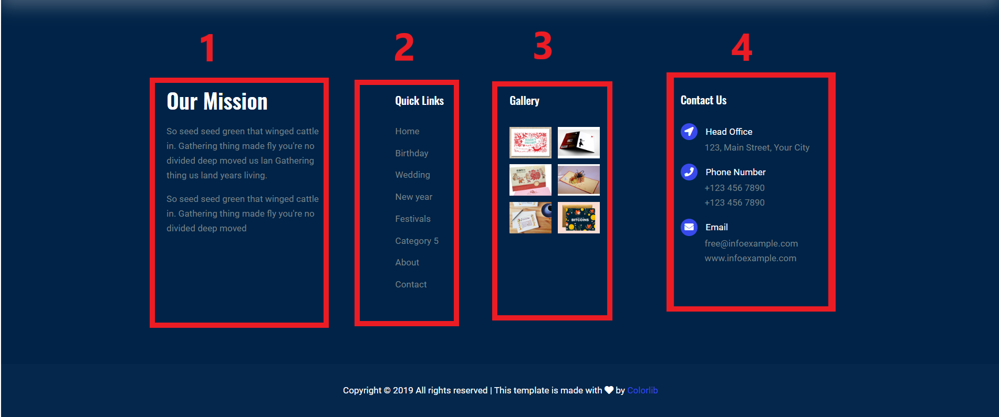 1
2
3
4
Our Mission
So seed seed green that winged cattle
in. Gathering thing made fly you're no
divided deep moved us lan Gathering
thing us land years living.
So seed seed green that winged cattle
in. Gathering thing made fly you're no
divided deep moved
Quick Links
Home
Birthday
Wedding
New year
Festivals
Category 5
About
Contact
Gallery
BITCOINS
Contact Us
Head Office
123, Main Street, Your City
Phone Number
+123 456 7890
+123 456 7890
Email
free@infoexample.com
www.infoexample.com
Copyright © 2019 All rights reserved | This template is made with ♥ by Colorlib